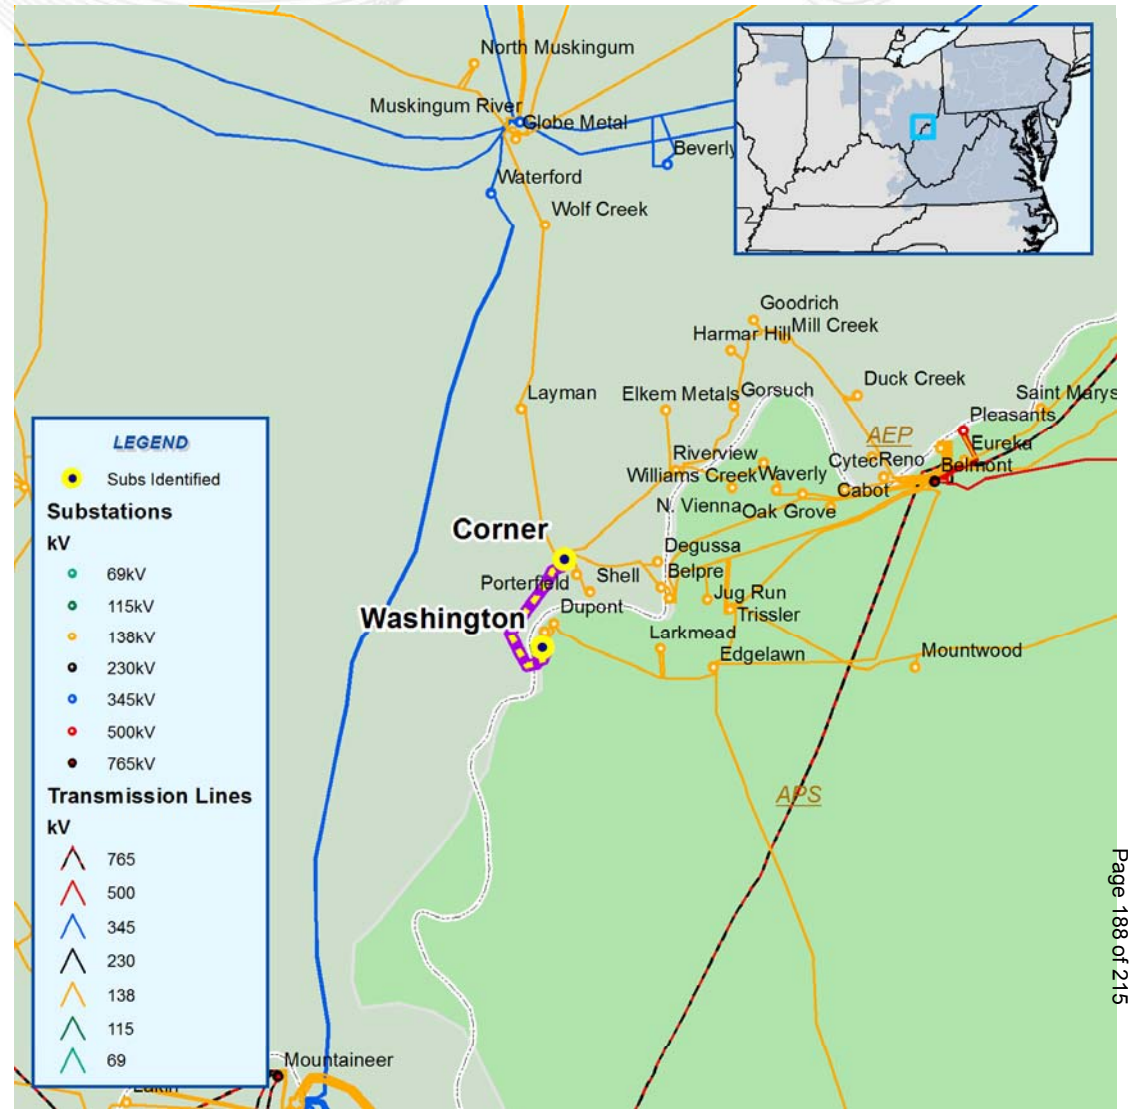 North Muskingum
Muskingum River
Globe Metal
Beverly
Waterford
Wolf Creek
Goodrich
Harmar Hill
Mill Creek
Layman
Elkem Metals
Gorsuch
Duck Creek
Saint Marys
Pleasants
AEP
Eureka
Riverview
Cytec
Reno
Belmont
Williams Creek
Waverly
Cabot
N. Vienna
Oak Grove
Corner
Degussa
Porterfield
Shell
Belpre
Jug Run
Washington
Dupont
Trissler
Larkmead
Edgelawn
Mountwood
APS
Mountaineer
LEGEND
Subs Identified
Substations
kV
69kV
115kV
138kV
230kV
345kV
500kV
765kV
Transmission Lines
kV
765
500
345
230
138
115
69
Page 188 of 215